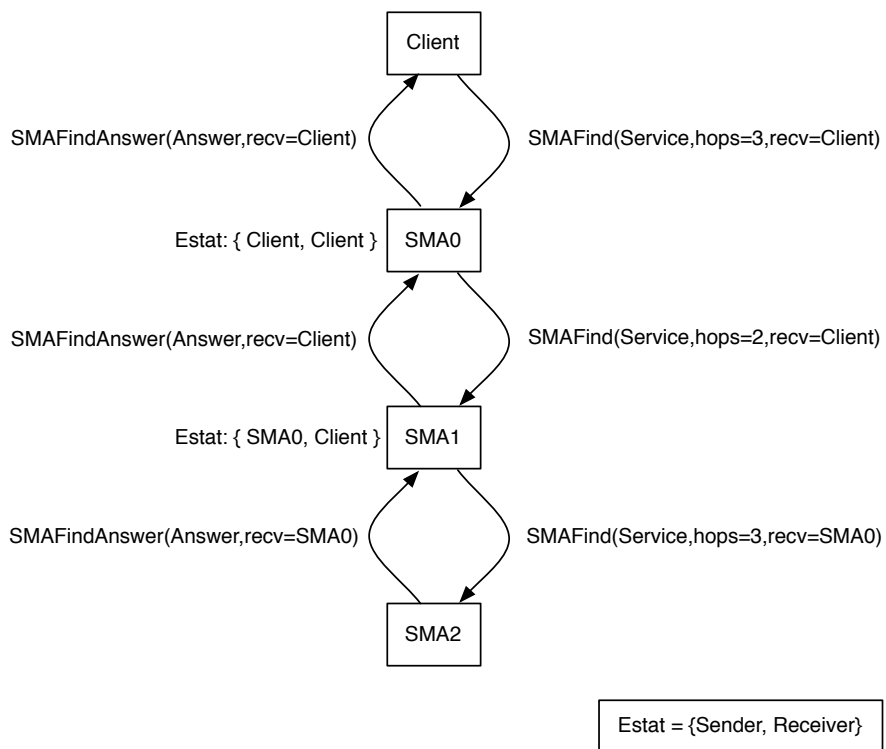 Client
SMAFindAnswer(Answer,recv=Client)
SMAFind(Service,hops=3,recv=Client)
Estat: { Client, Client }
SMA0
SMAFindAnswer(Answer,recv=Client)
SMAFind(Service,hops=2,recv=Client)
Estat: { SMA0, Client }
SMA1
SMAFindAnswer(Answer,recv=SMA0)
SMAFind(Service,hops=3,recv=SMA0)
SMA2
Estat = {Sender, Receiver}